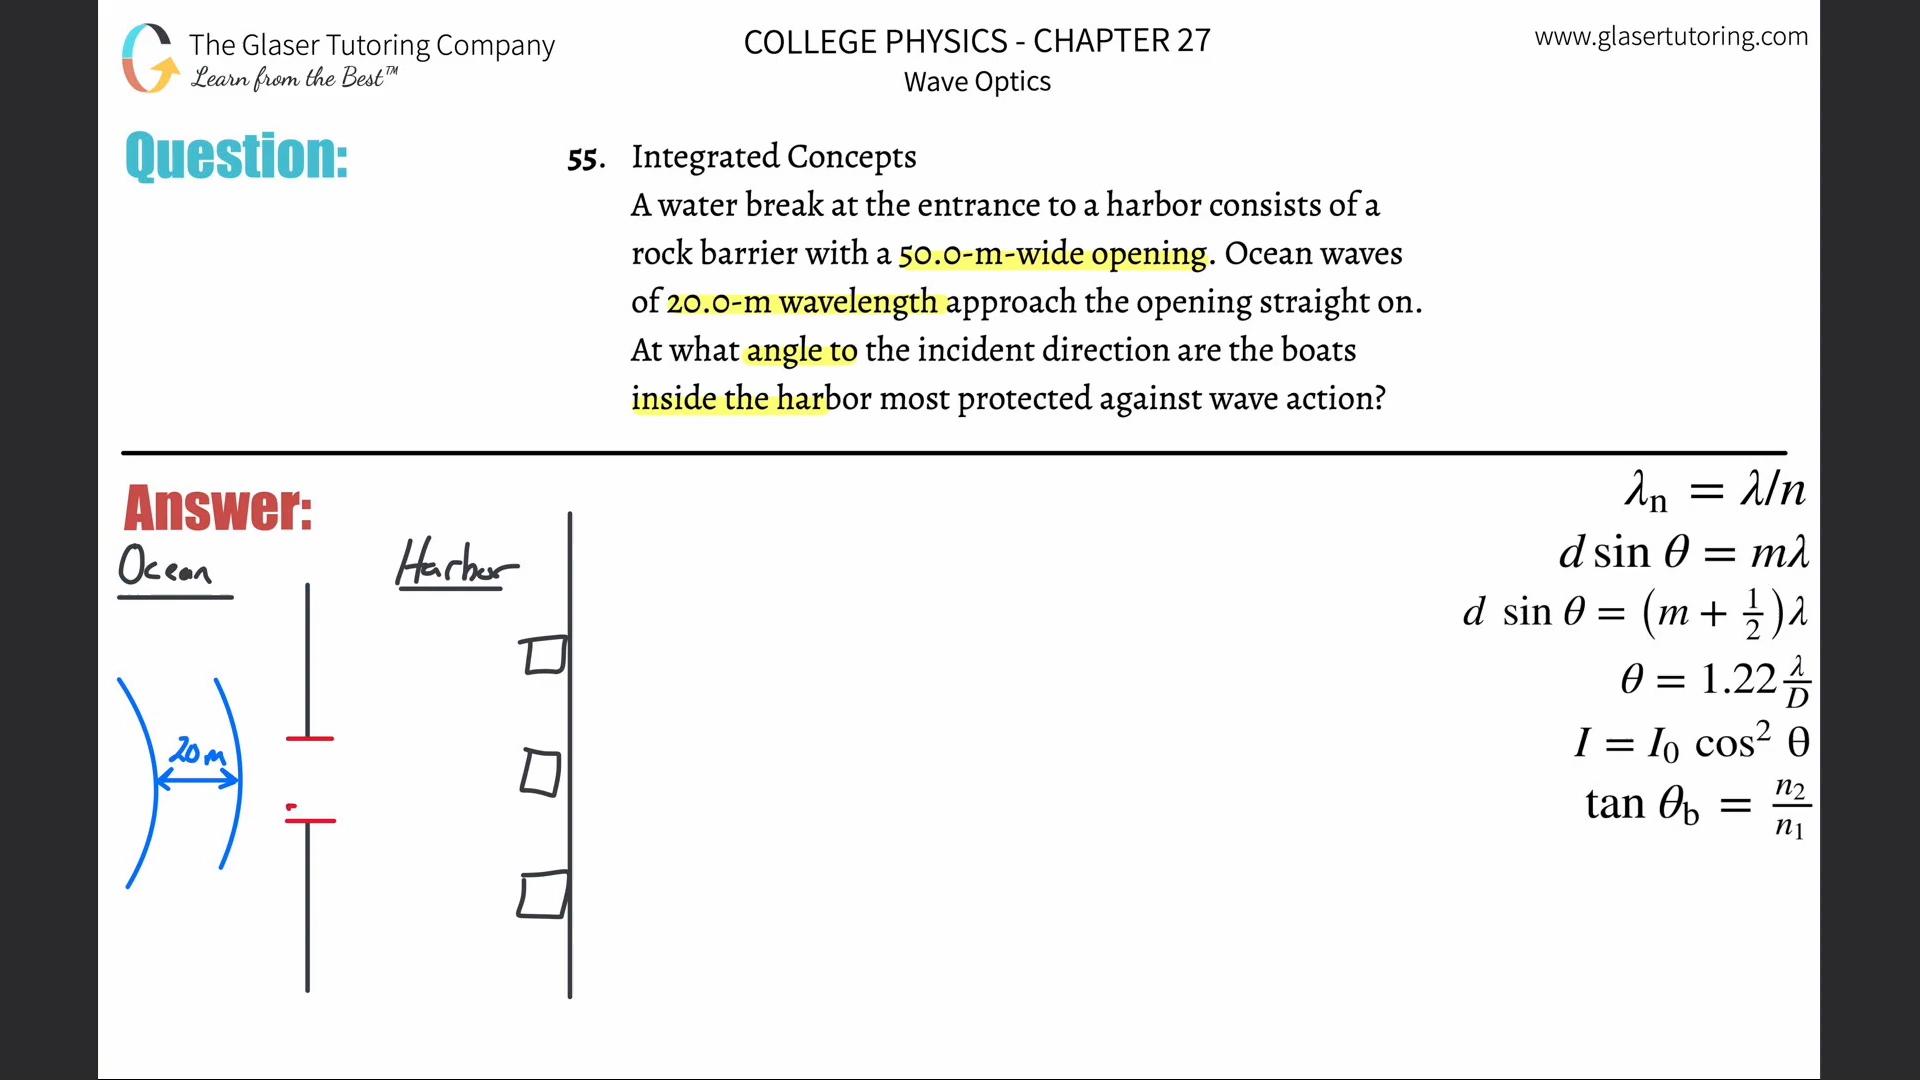 The Glaser Tutoring Company
Learn from the Best™
COLLEGE PHYSICS - CHAPTER 27
Wave Optics
www.glasertutoring.com
Question:
55. Integrated Concepts
A water break at the entrance to a harbor consists of a
rock barrier with a 50.0-m-wide opening. Ocean waves
of 20.0-m wavelength approach the opening straight on.
At what angle to the incident direction are the boats
inside the harbor most protected against wave action?
Answer:
Ocean
Harbor
20m
λn = λ/n
d sin θ = mλ
d sin θ = (m + 1/2)λ
θ = 1.22 λ/D
I = I0 cos² θ
tan θb = n2/n1